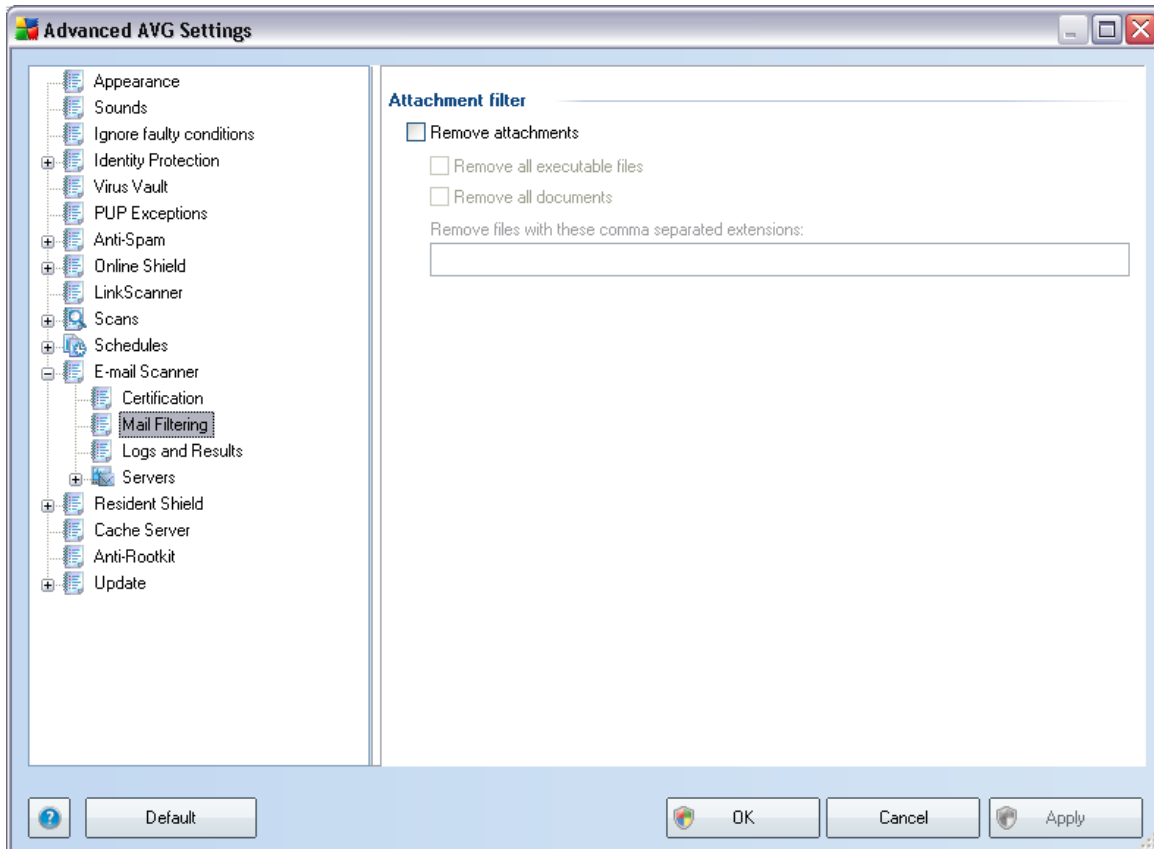 Advanced AVG Settings
Appearance
Sounds
Ignore faulty conditions
Identity Protection
Virus Vault
PUP Exceptions
Anti-Spam
Online Shield
LinkScanner
Scans
Schedules
E-mail Scanner
Certification
Mail Filtering
Logs and Results
Servers
Resident Shield
Cache Server
Anti-Rootkit
Update
Attachment filter
Remove attachments
Remove all executable files
Remove all documents
Remove files with these comma separated extensions:
?
Default
OK
Cancel
Apply